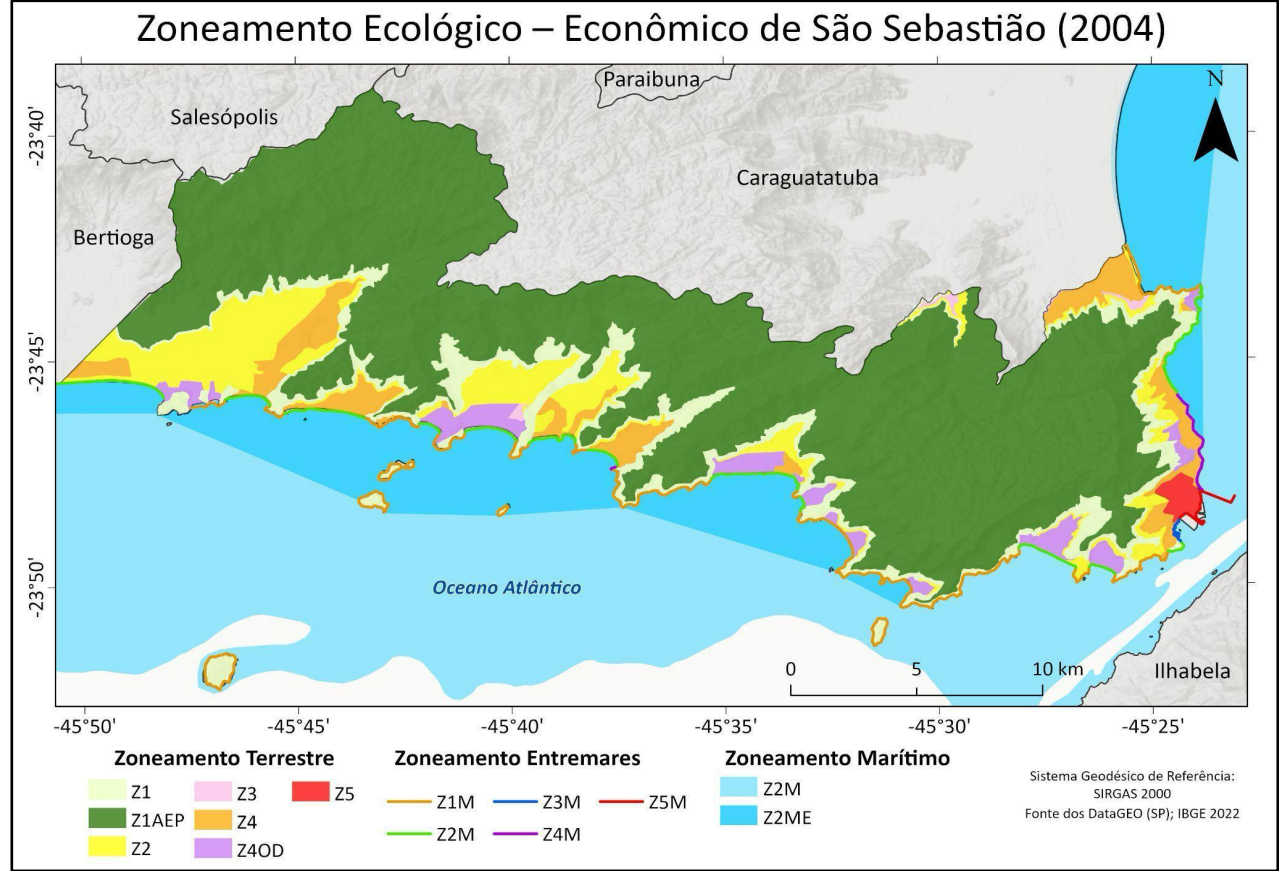 Zoneamento Ecológico – Econômico de São Sebastião (2004)
Paraibuna
N
Salesópolis
-23°40'
Caraguatatuba
Bertioga
-23°45'
Oceano Atlântico
-23°50'
0 5 10 km
Ilhabela
-45°50' -45°45' -45°40' -45°35' -45°30' -45°25'
Zoneamento Terrestre
Z1 Z3 Z5
Z1AEP Z4
Z2 Z4OD
Zoneamento Entremares
Z1M Z3M Z5M
Z2M Z4M
Zoneamento Marítimo
Z2M
Z2ME
Sistema Geodésico de Referência:
SIRGAS 2000
Fonte dos DataGEO (SP); IBGE 2022